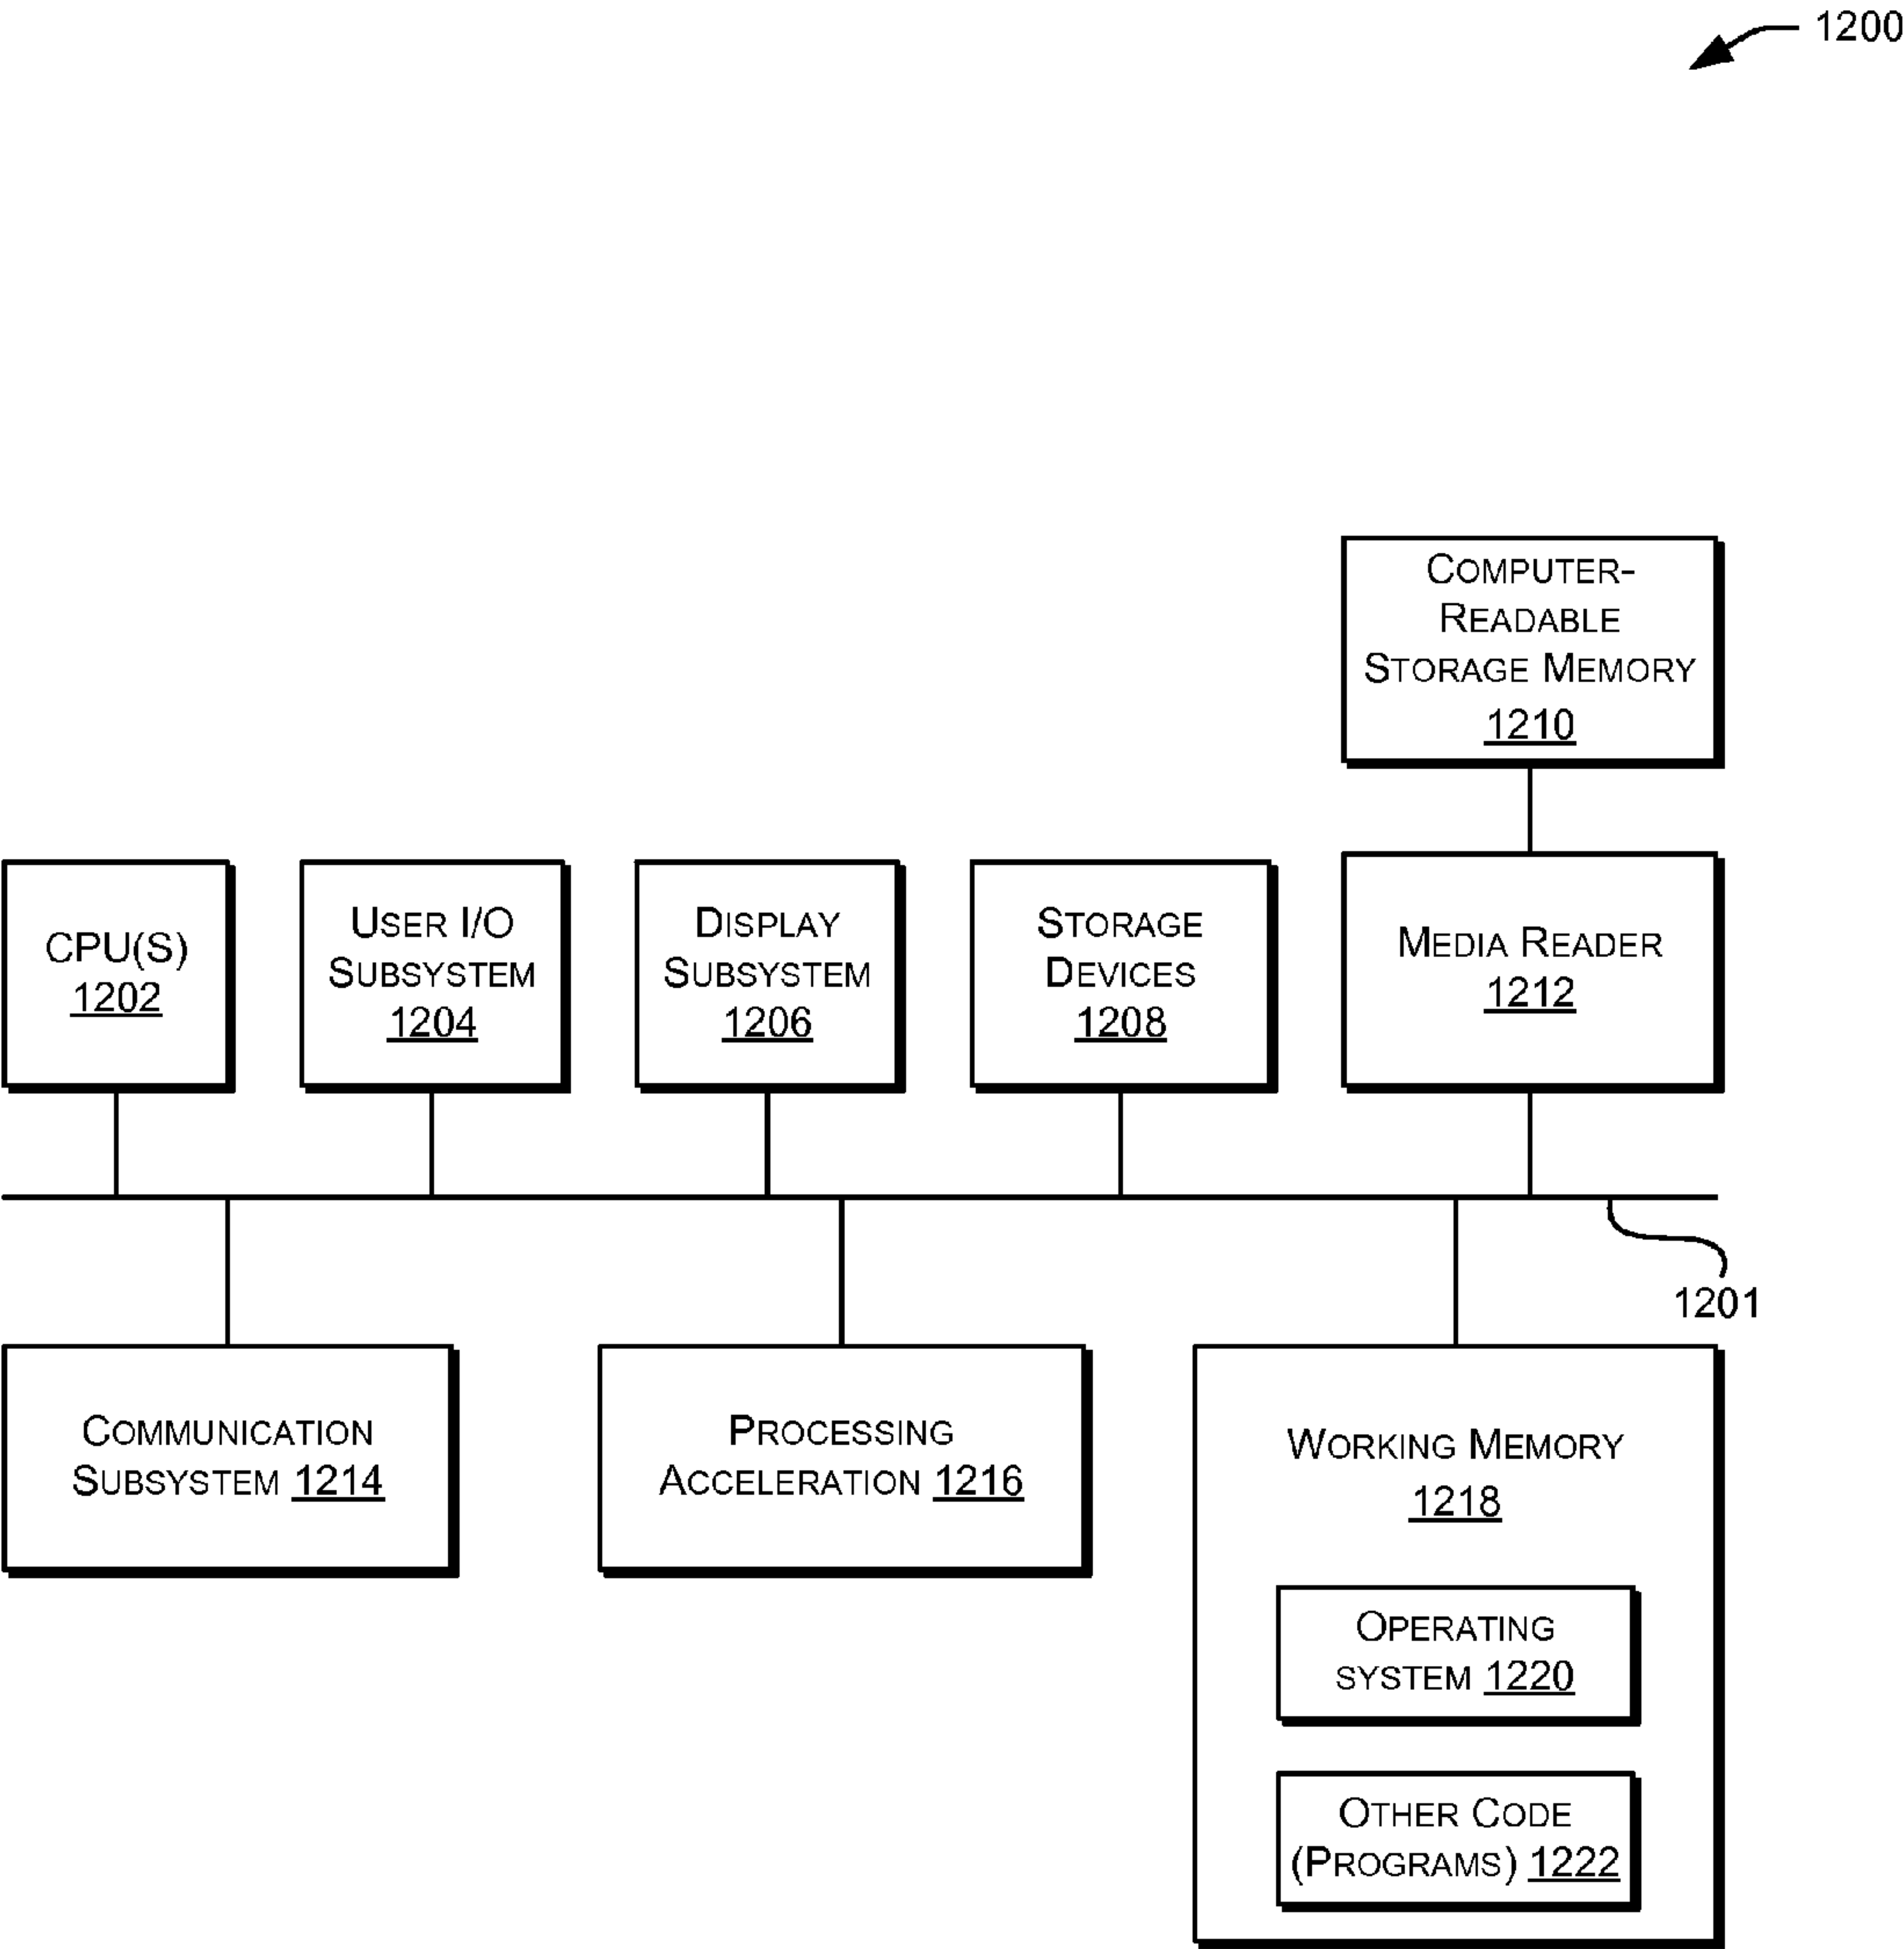 1200
COMPUTER-
READABLE
STORAGE MEMORY
1210
CPU(S)
1202
USER I/O
SUBSYSTEM
1204
DISPLAY
SUBSYSTEM
1206
STORAGE
DEVICES
1208
MEDIA READER
1212
1201
COMMUNICATION
SUBSYSTEM 1214
PROCESSING
ACCELERATION 1216
WORKING MEMORY
1218
OPERATING
SYSTEM 1220
OTHER CODE
(PROGRAMS) 1222